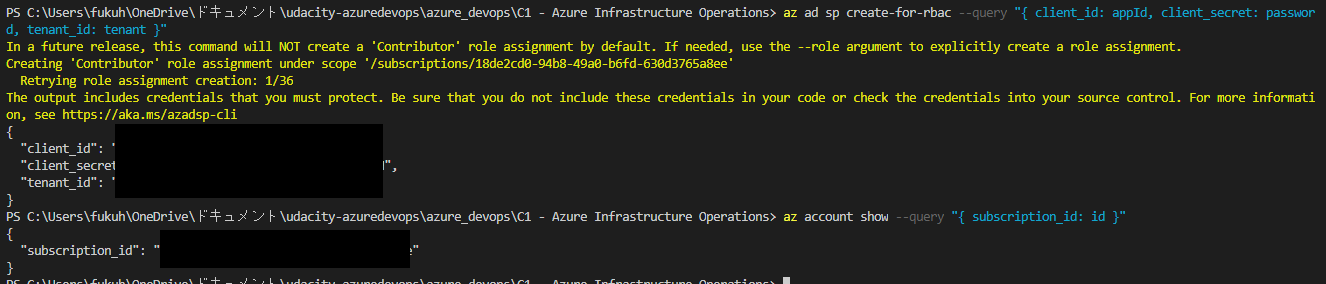 PS C:\Users\fukuh\OneDrive\ドキュメント\udacity-azuredevops\azure_devops\C1 - Azure Infrastructure Operations> az ad sp create-for-rbac --query "{ client_id: appId, client_secret: passwor
d, tenant_id: tenant }"
In a future release, this command will NOT create a 'Contributor' role assignment by default. If needed, use the --role argument to explicitly create a role assignment.
Creating 'Contributor' role assignment under scope '/subscriptions/18de2cd0-94b8-49a0-b6fd-630d3765a8ee'
  Retrying role assignment creation: 1/36
The output includes credentials that you must protect. Be sure that you do not include these credentials in your code or check the credentials into your source control. For more informati
on, see https://aka.ms/azadsp-cli
{
  "client_id": "
  "client_secret ",
  "tenant_id": "
}
PS C:\Users\fukuh\OneDrive\ドキュメント\udacity-azuredevops\azure_devops\C1 - Azure Infrastructure Operations> az account show --query "{ subscription_id: id }"
{
  "subscription_id": " e"
}
PS C:\Users\fukuh\OneDrive\ドキュメント\udacity-azuredevops\azure_devops\C1 - Azure Infrastructure Operations>